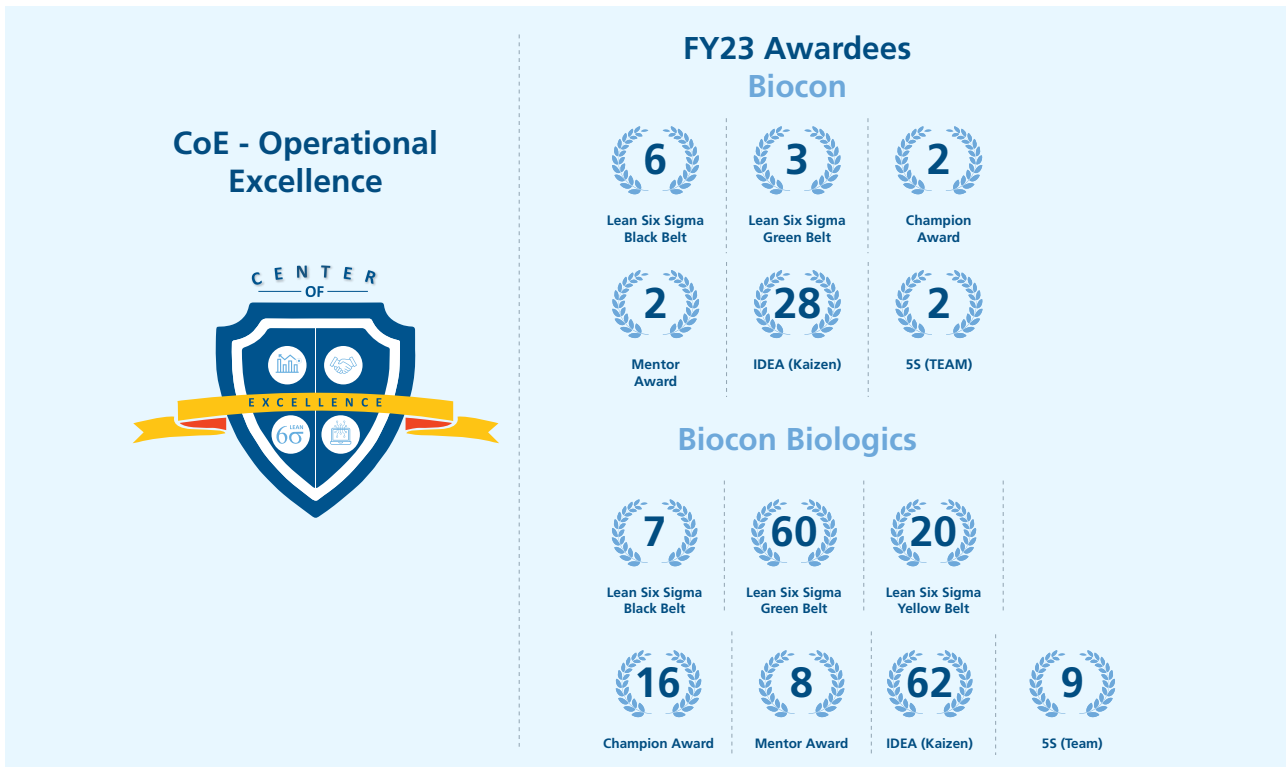 CoE - Operational
Excellence
CENTER
OF
EXCELLENCE
LEAN
6σ
FY23 Awardees
Biocon
6
3
2
Lean Six Sigma
Black Belt
Lean Six Sigma
Green Belt
Champion
Award
2
28
2
Mentor
Award
IDEA (Kaizen)
5S (TEAM)
Biocon Biologics
7
60
20
Lean Six Sigma
Black Belt
Lean Six Sigma
Green Belt
Lean Six Sigma
Yellow Belt
16
8
62
9
Champion Award
Mentor Award
IDEA (Kaizen)
5S (Team)